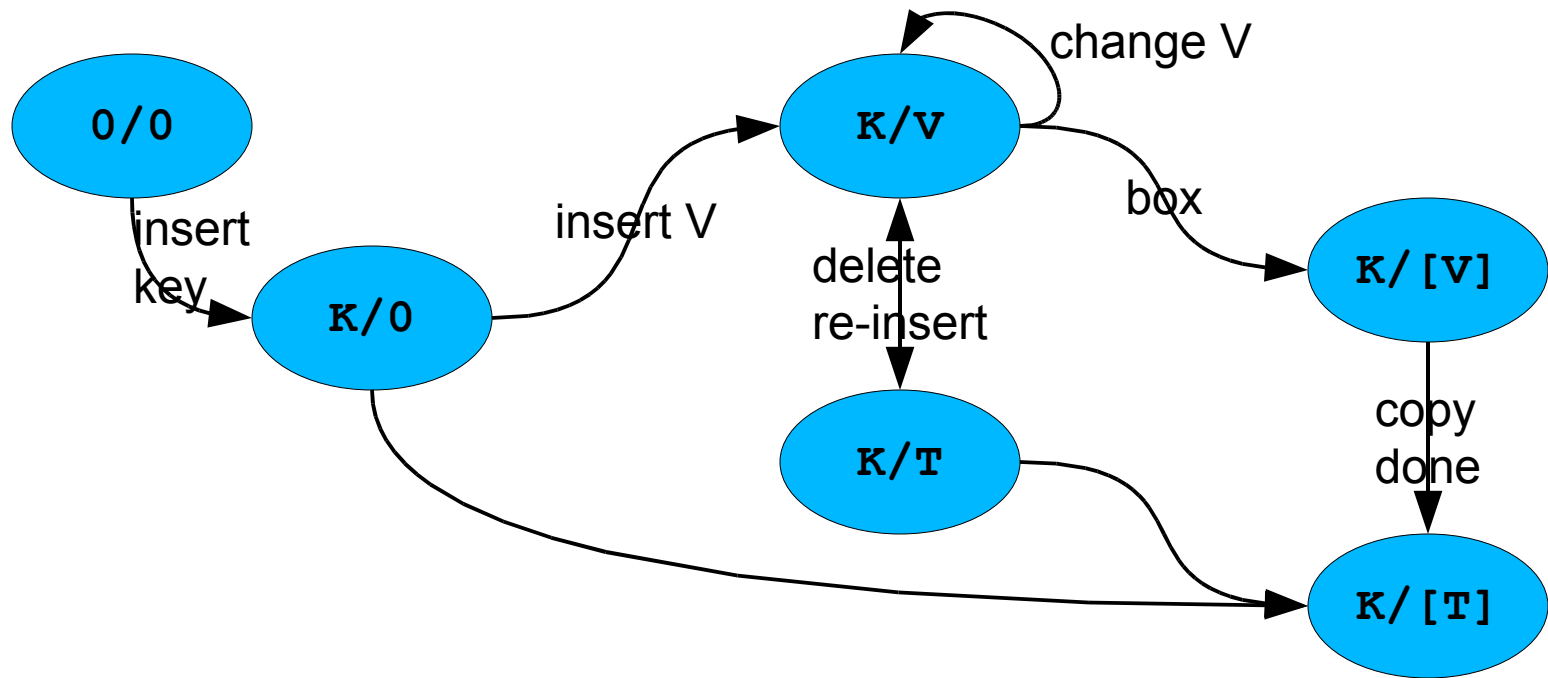 change V
0/0
K/V
insert
key
insert V
box
delete
re-insert
K/[V]
K/0
copy
done
K/T
K/[T]